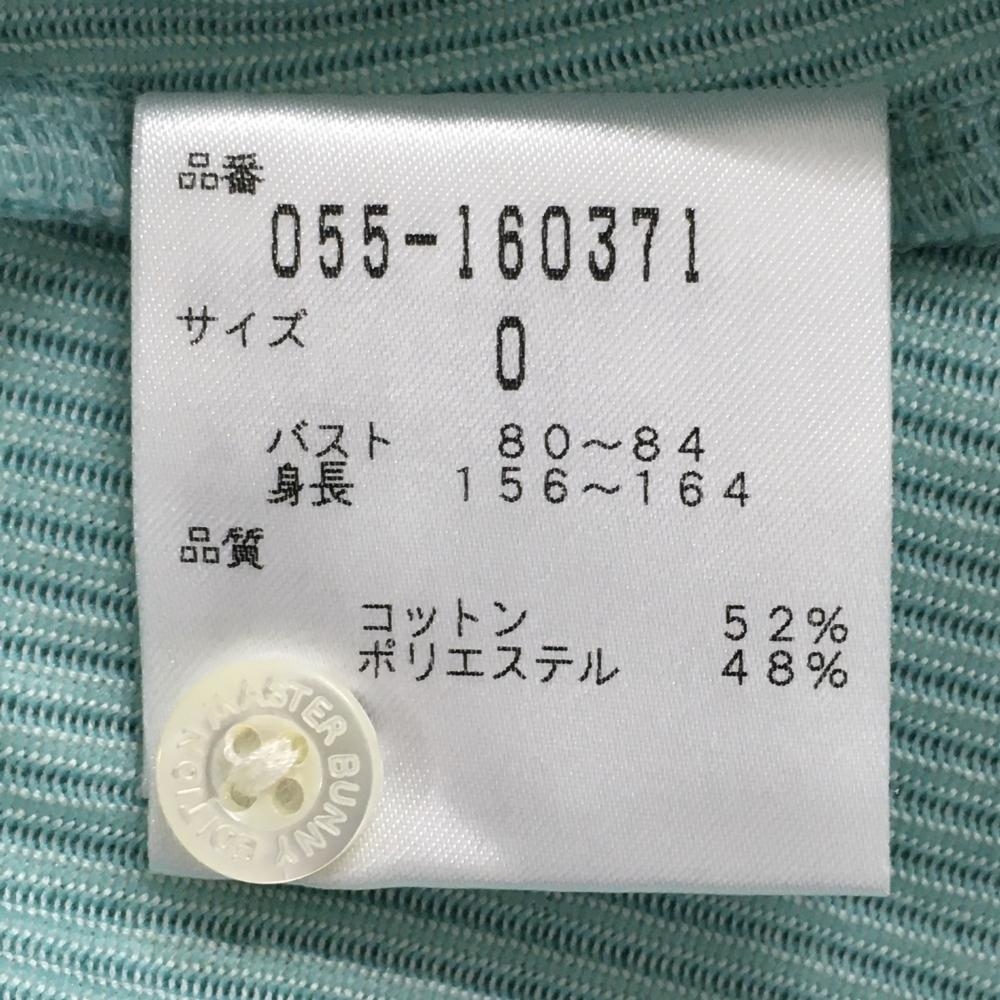 品番
055-160371
サイズ 0
バスト 80～84
身長 156～164
品質
コットン 52%
ポリエステル 48%
MASTER BUNNY EDITION